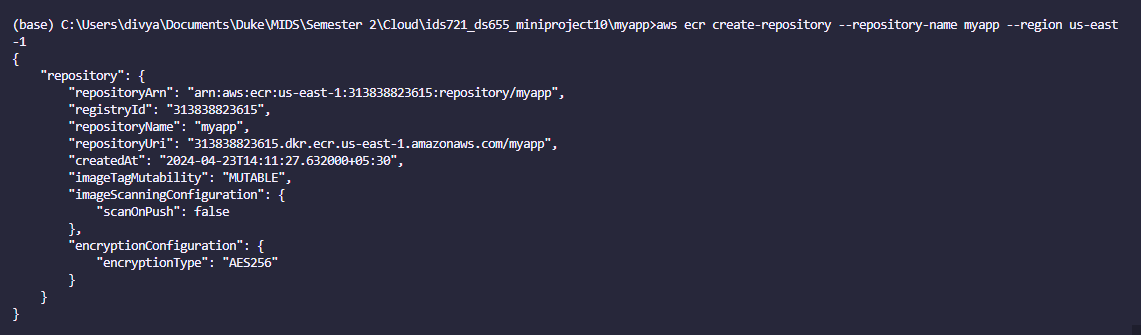 (base) C:\Users\divya\Documents\Duke\MIDS\Semester 2\Cloud\ids721_ds655_miniproject10\myapp>aws ecr create-repository --repository-name myapp --region us-east
-1
{
    "repository": {
        "repositoryArn": "arn:aws:ecr:us-east-1:313838823615:repository/myapp",
        "registryId": "313838823615",
        "repositoryName": "myapp",
        "repositoryUri": "313838823615.dkr.ecr.us-east-1.amazonaws.com/myapp",
        "createdAt": "2024-04-23T14:11:27.632000+05:30",
        "imageTagMutability": "MUTABLE",
        "imageScanningConfiguration": {
            "scanOnPush": false
        },
        "encryptionConfiguration": {
            "encryptionType": "AES256"
        }
    }
}